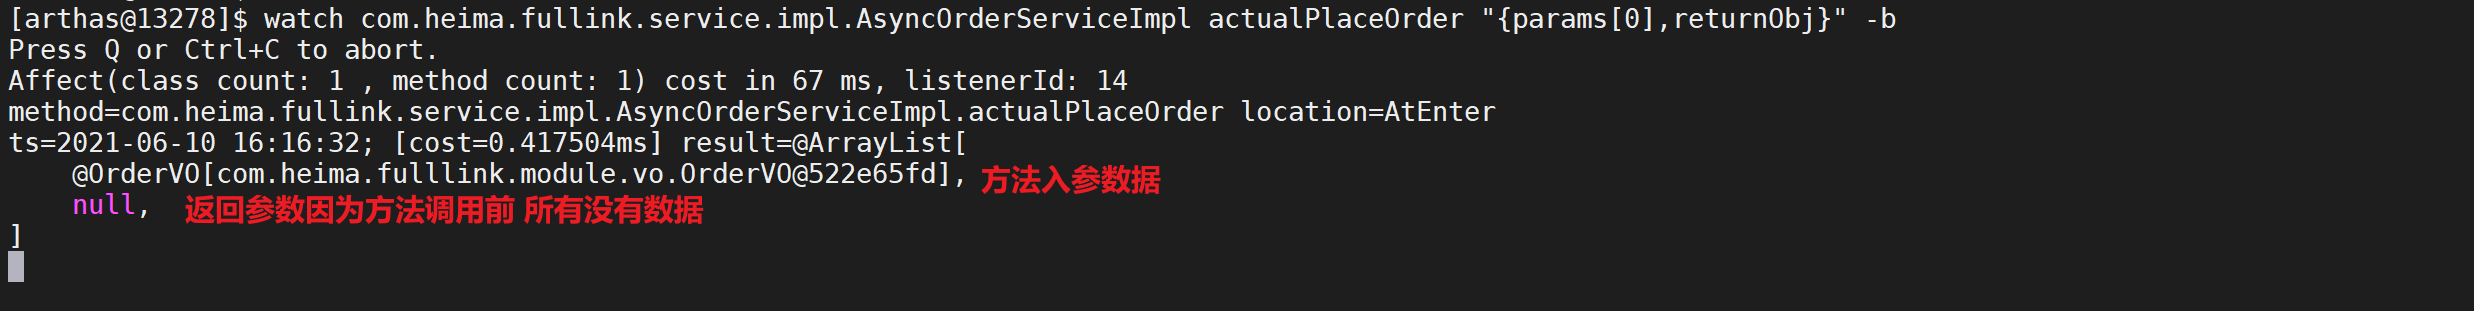 [arthas@13278]$ watch com.heima.fullink.service.impl.AsyncOrderServiceImpl actualPlaceOrder "{params[0],returnObj}" -b
Press Q or Ctrl+C to abort.
Affect(class count: 1 , method count: 1) cost in 67 ms, listenerId: 14
method=com.heima.fullink.service.impl.AsyncOrderServiceImpl.actualPlaceOrder location=AtEnter
ts=2021-06-10 16:16:32; [cost=0.417504ms] result=@ArrayList[
    @OrderVO[com.heima.fulllink.module.vo.OrderVO@522e65fd], 方法入参数据
    null, 返回参数因为方法调用前 所有没有数据
]